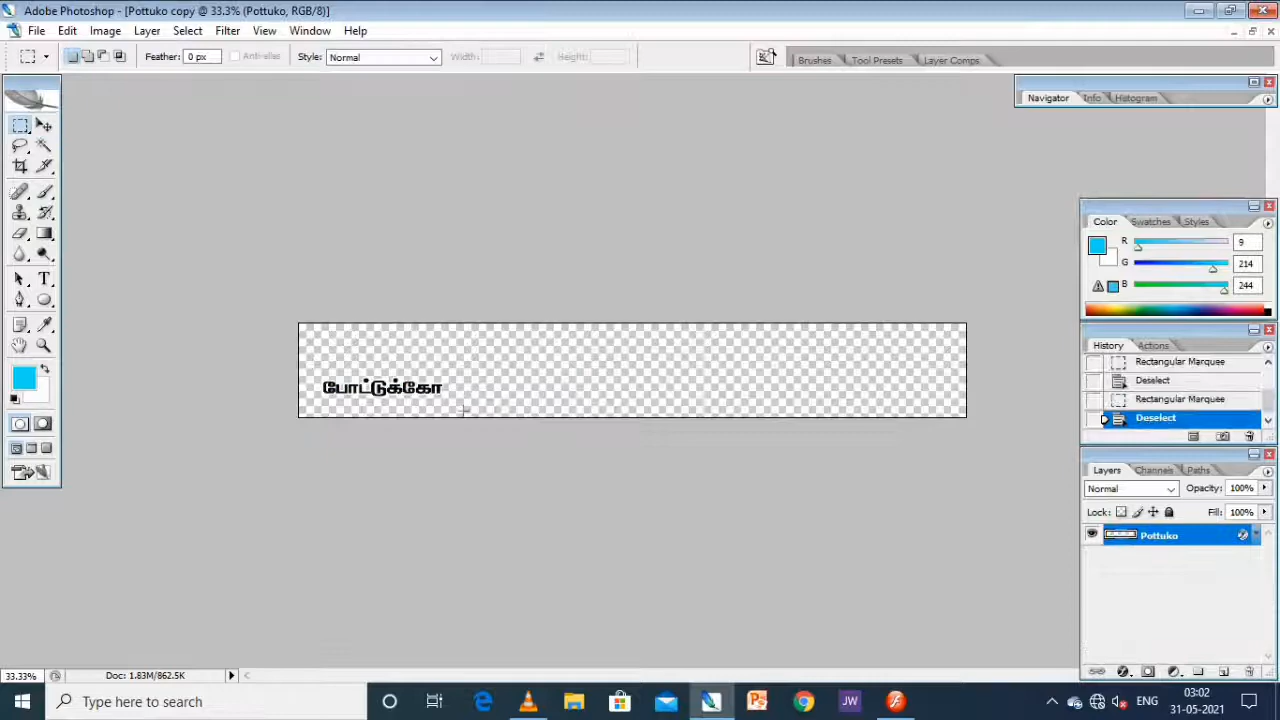 Adobe Photoshop - [Pottuko copy @ 33.3% (Pottuko, RGB/8)]
File Edit Image Layer Select Filter View Window Help
Feather: 0 px Anti-alias Style: Normal Width: Height: Brushes Tool Presets Layer Comps
Navigator Info Histogram
Color Swatches Styles
R 9
G 214
B 244
போட்டுக்கோ
History Actions
Rectangular Marquee
Deselect
Rectangular Marquee
Deselect
Layers Channels Paths
Normal Opacity: 100%
Lock: Fill: 100%
Pottuko
33.33% Doc: 1.83M/862.5K
Type here to search
JW
ENG
03:02
31-05-2021